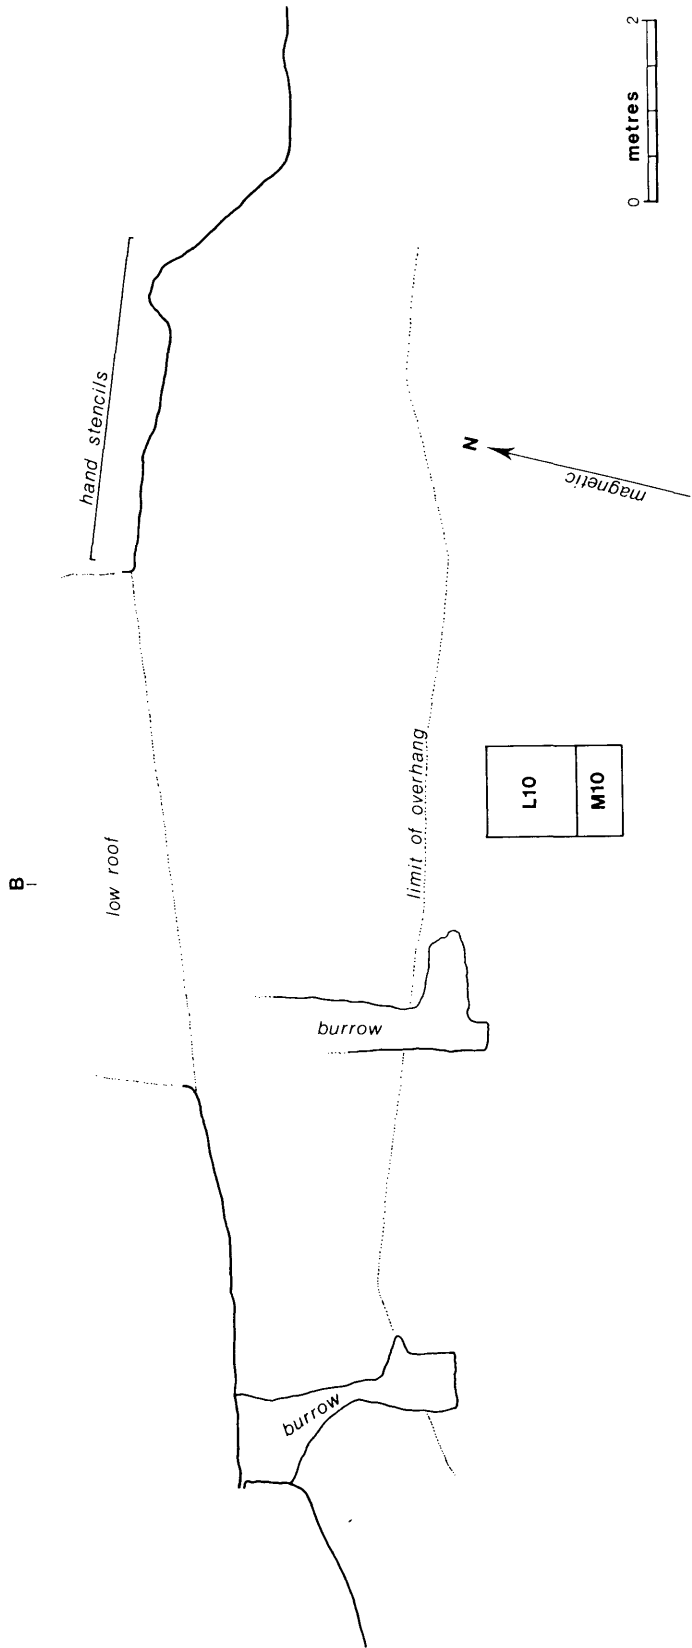 hand stencils
B
low roof
limit of overhang
burrow
burrow
L10
M10
N
magnetic
0 metres 2